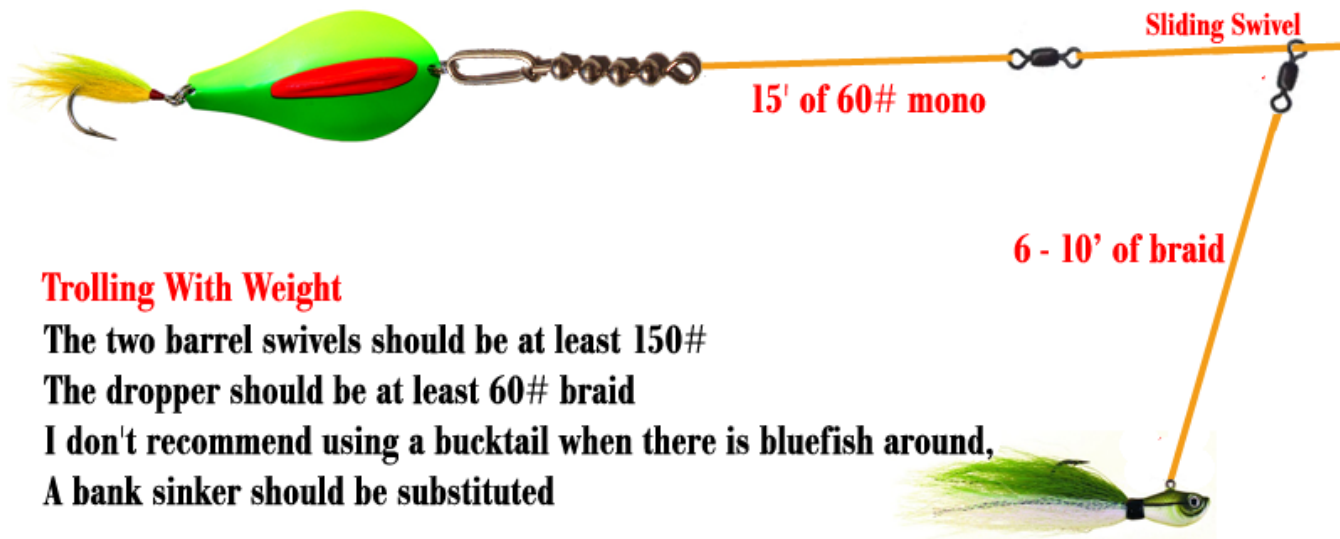 Sliding Swivel
15' of 60# mono
6 - 10’ of braid
Trolling With Weight
The two barrel swivels should be at least 150#
The dropper should be at least 60# braid
I don't recommend using a bucktail when there is bluefish around,
A bank sinker should be substituted